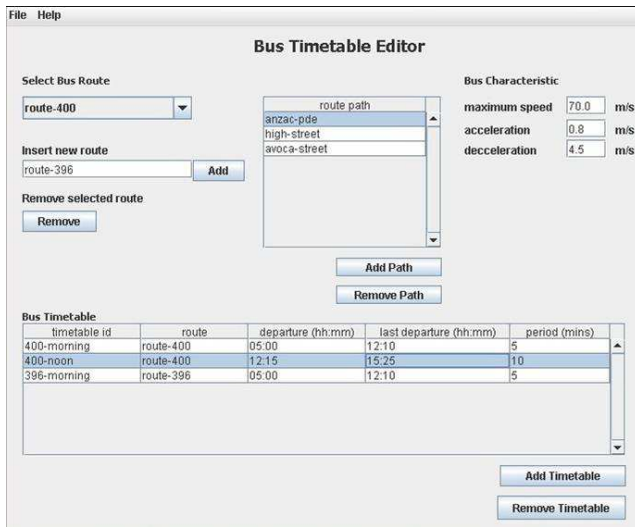 File Help
Bus Timetable Editor
Select Bus Route
route-400
Insert new route
route-396 Add
Remove selected route
Remove
route path
anzac-pde
high-street
avoca-street
Add Path
Remove Path
Bus Characteristic
maximum speed 70.0 m/s
acceleration 0.8 m/s
decceleration 4.5 m/s
Bus Timetable
timetable id route departure (hh:mm) last departure (hh:mm) period (mins)
400-morning route-400 05:00 12:10 5
400-noon route-400 12:15 15:25 10
396-morning route-396 05:00 12:10 5
Add Timetable
Remove Timetable